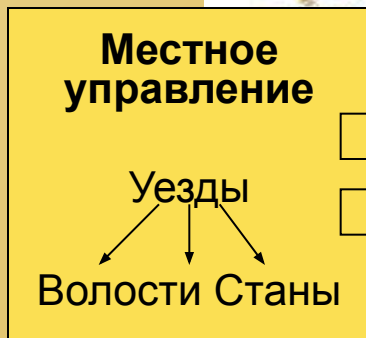 Местное
управление
Уезды
Волости Станы